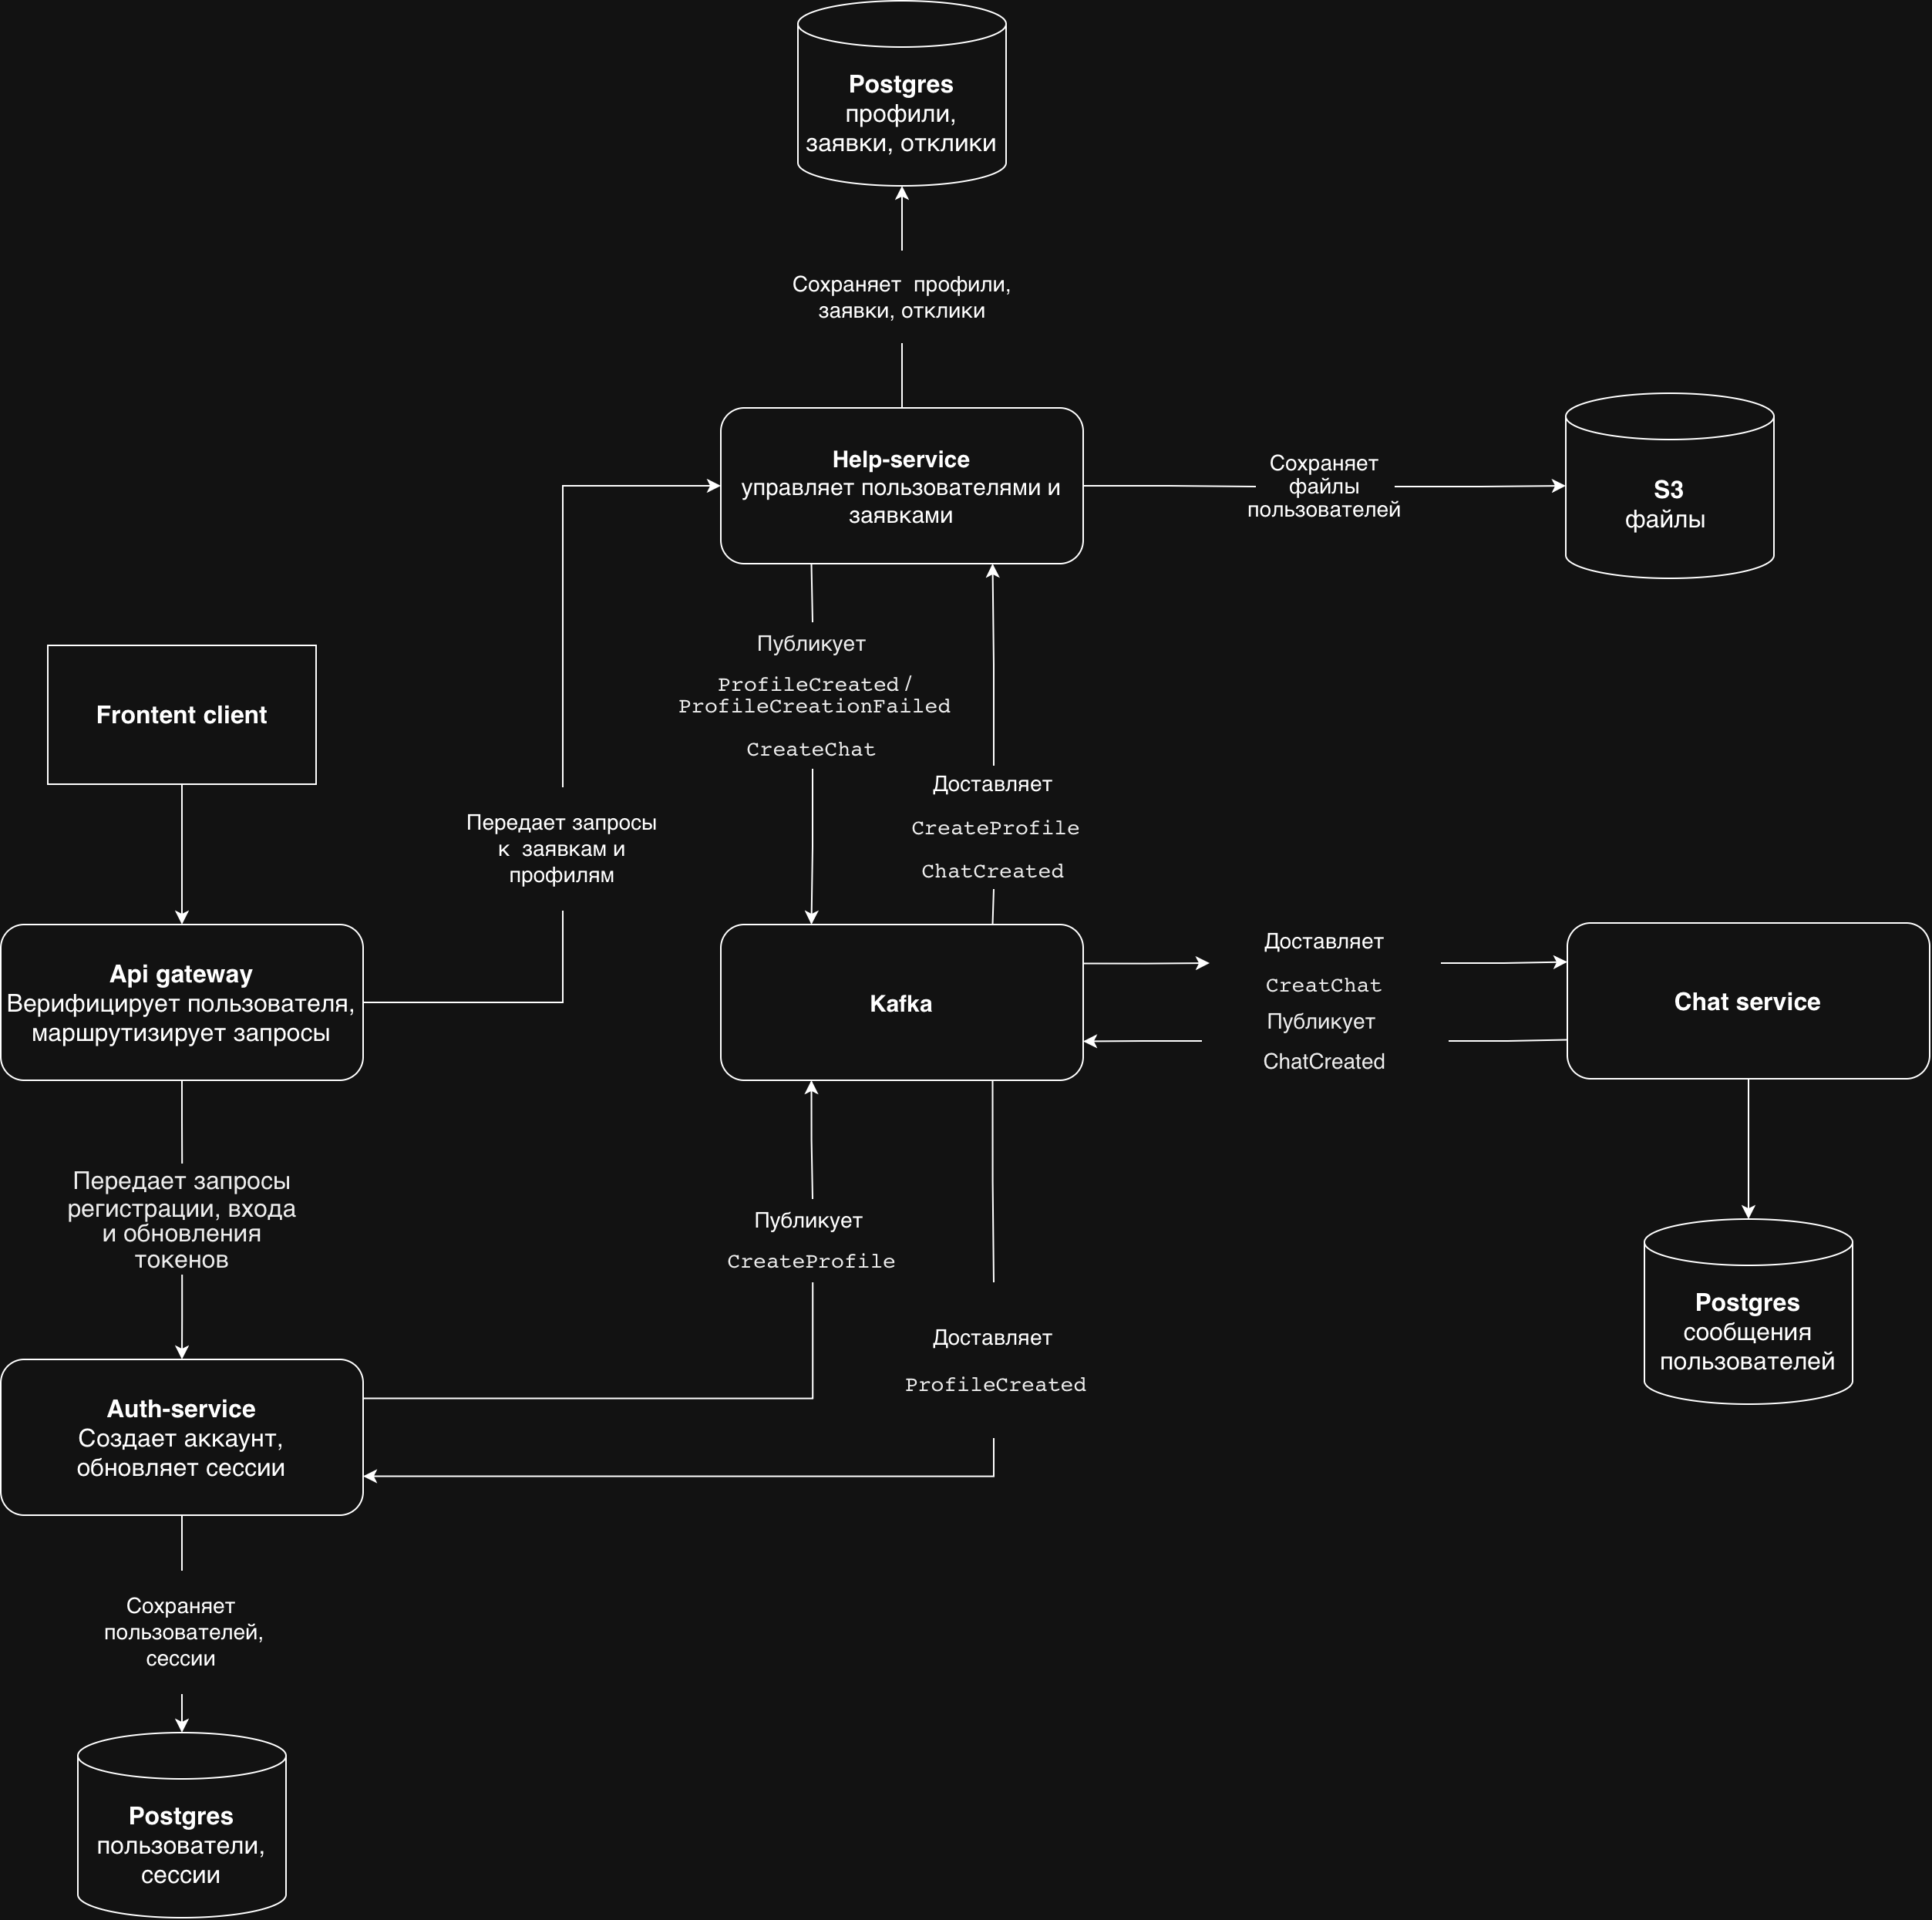 Postgres
профили,
заявки, отклики
Сохраняет  профили,
заявки, отклики
Help-service
управляет пользователями и
заявками
Сохраняет
файлы
пользователей
S3
файлы
Frontent client
Публикует
ProfileCreated /
ProfileCreationFailed
CreateChat
Доставляет
CreateProfile
ChatCreated
Передает запросы
к  заявкам и
профилям
Api gateway
Верифицирует пользователя,
маршрутизирует запросы
Kafka
Доставляет
CreatChat
Публикует
ChatCreated
Chat service
Передает запросы
регистрации, входа
и обновления
токенов
Публикует
CreateProfile
Доставляет
ProfileCreated
Postgres
сообщения
пользователей
Auth-service
Создает аккаунт,
обновляет сессии
Сохраняет
пользователей,
сессии
Postgres
пользователи,
сессии